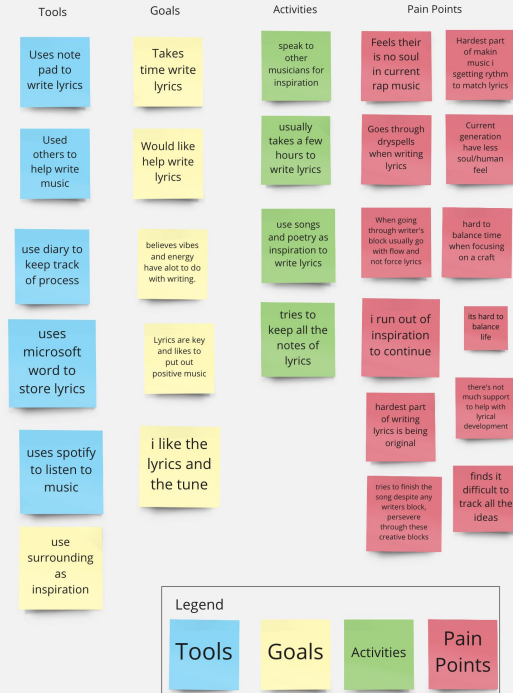 Tools
Goals
Activities
Pain Points
Uses note
pad to
write lyrics
Used
others to
help write
music
use diary to
keep track
of process
uses
microsoft
word to
store lyrics
uses spotify
to listen to
music
use
surrounding
as
inspiration
Takes
time write
lyrics
Would like
help write
lyrics
believes vibes
and energy
have alot to do
with writing.
Lyrics are key
and likes to
put out
positive music
i like the
lyrics and
the tune
speak to
other
musicians for
inspiration
usually
takes a few
hours to
write lyrics
use songs
and poetry as
inspiration to
write lyrics
tries to
keep all the
notes of
lyrics
Feels their
is no soul
in current
rap music
Goes through
dryspells
when writing
lyrics
When going
through writer's
block usually go
with flow and
not force lyrics
i run out of
inspiration
to continue
hardest part
of writing
lyrics is being
original
tries to finish the
song despite any
writers block,
persevere
through these
creative blocks
Hardest part
of makin
music i
sgetting rythm
to match lyrics
Current
generation
have less
soul/human
feel
hard to
balance time
when focusing
on a craft
its hard to
balance
life
there's not
much support
to help with
lyrical
development
finds it
difficult to
track all the
ideas
Legend
Tools
Goals
Activities
Pain
Points